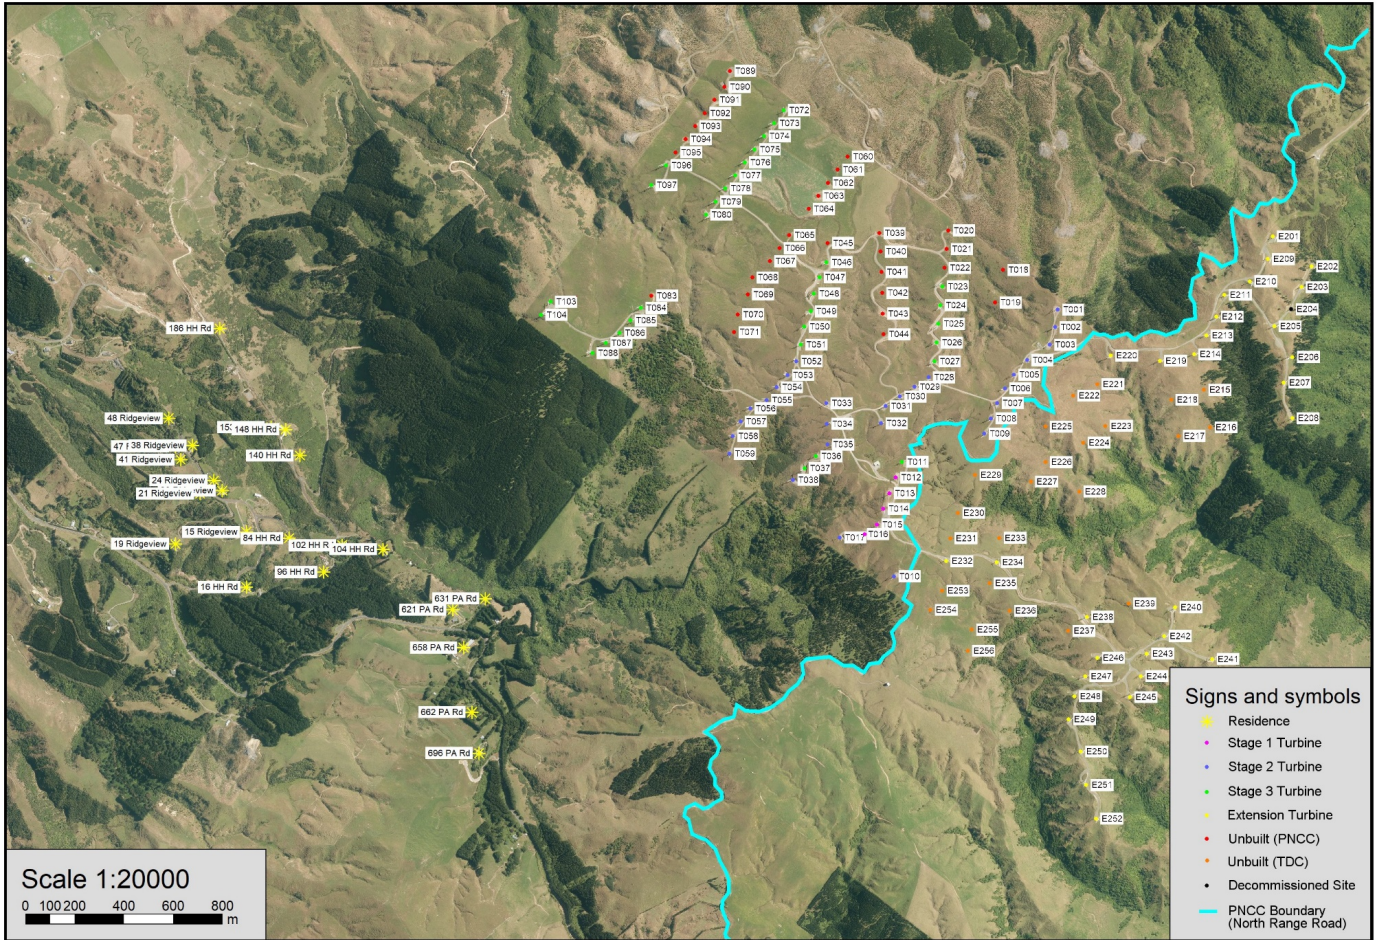 T089
T090
T091
T092
T093
T094
T095
T096
T097
T072
T073
T074
T075
T076
T077
T078
T079
T080
T060
T061
T062
T063
T064
T065
T066
T067
T068
T069
T070
T071
T045
T046
T047
T048
T049
T050
T051
T052
T053
T054
T055
T056
T057
T058
T059
T039
T040
T041
T042
T043
T044
T020
T021
T022
T023
T024
T025
T026
T027
T028
T029
T030
T031
T032
T018
T019
T001
T002
T003
T004
T005
T006
T007
T008
T009
T033
T034
T035
T036
T037
T038
T011
T012
T013
T014
T015
T016
T017
T010
T103
T104
T083
T084
T085
T086
T087
T088
E201
E209
E202
E210
E203
E211
E204
E212
E205
E213
E214
E206
E219
E220
E207
E221
E215
E222
E218
E208
E225
E223
E216
E224
E217
E226
E229
E227
E228
E230
E231
E233
E232
E234
E235
E253
E254
E236
E239
E240
E238
E255
E237
E242
E256
E243
E246
E241
E247
E244
E248
E245
E249
E250
E251
E252
186 HH Rd
48 Ridgeview
148 HH Rd
38 Ridgeview
41 Ridgeview
140 HH Rd
24 Ridgeview
21 Ridgeview
15 Ridgeview
84 HH Rd
19 Ridgeview
102 HH R
104 HH Rd
96 HH Rd
16 HH Rd
631 PA Rd
621 PA Rd
658 PA Rd
662 PA Rd
696 PA Rd
Scale 1:20000
0 100 200 400 600 800
m
Signs and symbols
Residence
Stage 1 Turbine
Stage 2 Turbine
Stage 3 Turbine
Extension Turbine
Unbuilt (PNCC)
Unbuilt (TDC)
Decommissioned Site
PNCC Boundary
(North Range Road)